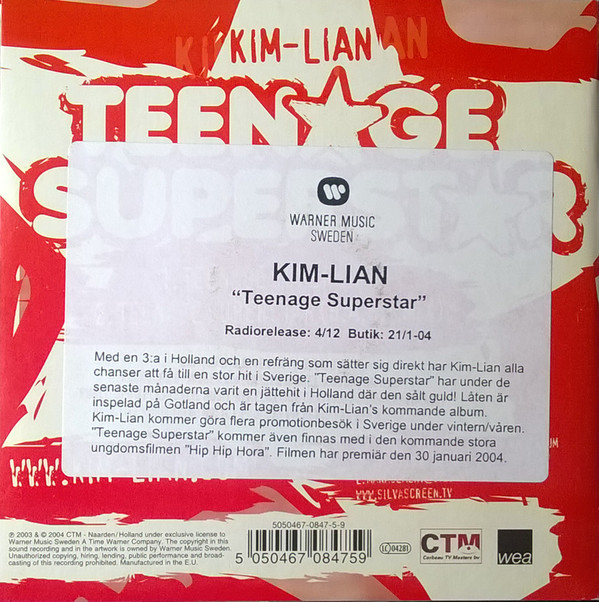 KIM-LIAN
TEENAGE
SUPERSTAR
WARNER MUSIC
SWEDEN
KIM-LIAN
“Teenage Superstar”
Radiorelease: 4/12 Butik: 21/1-04
Med en 3:a i Holland och en refräng som sätter sig direkt har Kim-Lian alla
chanser att få till en stor hit i Sverige. "Teenage Superstar" har under de
senaste månaderna varit en jättehit i Holland där den sålt guld! Låten är
inspelad på Gotland och är tagen från Kim-Lian's kommande album.
Kim-Lian kommer göra flera promotionbesök i Sverige under vintern/våren.
"Teenage Superstar" kommer även finnas med i den kommande stora
ungdomsfilmen "Hip Hip Hora". Filmen har premiär den 30 januari 2004.
WWW.SILVASCREEN.TV
℗ 2003 & © 2004 CTM - Naarden/Holland under exclusive license to
Warner Music Sweden A Time Warner Company. The copyright in this
sound recording and in the artwork is owned by Warner Music Sweden.
Unauthorized copying, hiring, lending, public performance and broad-
casting of this recording prohibited. Manufactured in the E.U.
5050467-0847-5-9
5 050467 084759
LC 04281
CTM
Caribou TV Masters bv
wea